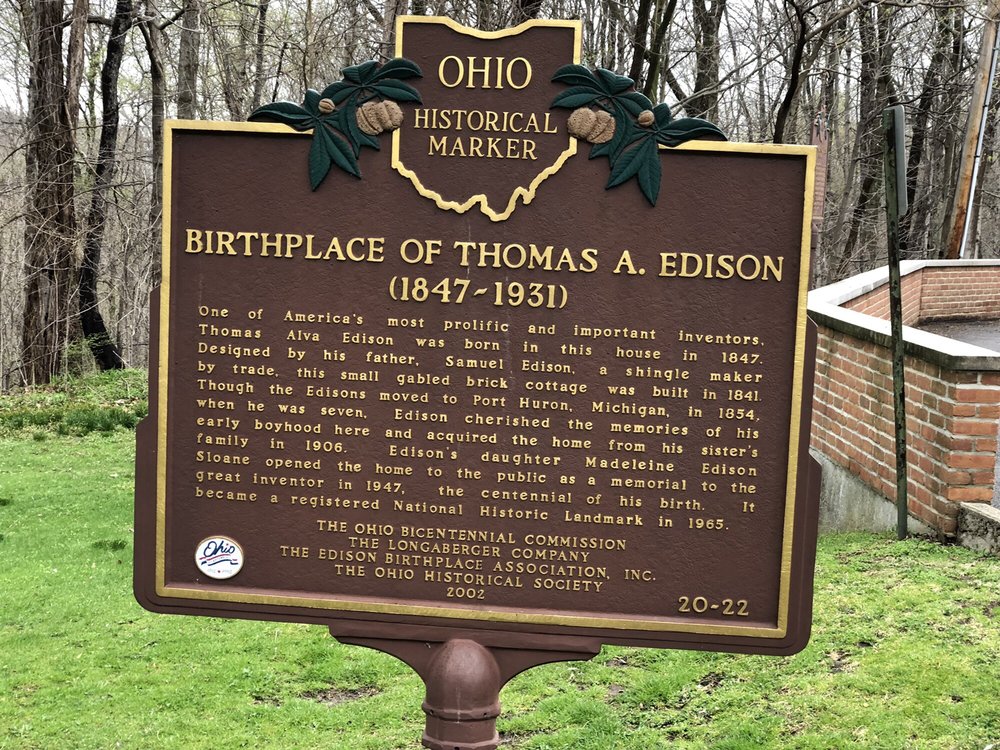 OHIO
HISTORICAL
MARKER
BIRTHPLACE OF THOMAS A. EDISON
(1847-1931)
One of America's most prolific and important inventors,
Thomas Alva Edison was born in this house in 1847.
Designed by his father, Samuel Edison, a shingle maker
by trade, this small gabled brick cottage was built in 1841.
Though the Edisons moved to Port Huron, Michigan, in 1854,
when he was seven, Edison cherished the memories of his
early boyhood here and acquired the home from his sister's
family in 1906. Edison's daughter Madeleine Edison
Sloane opened the home to the public as a memorial to the
great inventor in 1947, the centennial of his birth. It
became a registered National Historic Landmark in 1965.
THE OHIO BICENTENNIAL COMMISSION
THE LONGABERGER COMPANY
THE EDISON BIRTHPLACE ASSOCIATION, INC.
THE OHIO HISTORICAL SOCIETY
2002
20-22
Ohio